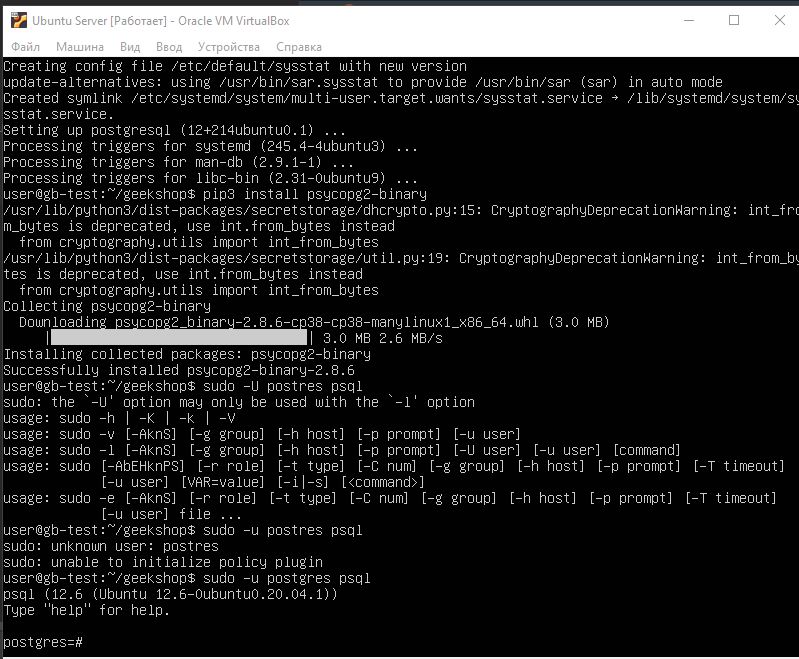 Ubuntu Server [Работает] - Oracle VM VirtualBox
Файл Машина Вид Ввод Устройства Справка
Creating config file /etc/default/sysstat with new version
update-alternatives: using /usr/bin/sar.sysstat to provide /usr/bin/sar (sar) in auto mode
Created symlink /etc/systemd/system/multi-user.target.wants/sysstat.service → /lib/systemd/system/sy
sstat.service.
Setting up postgresql (12+214ubuntu0.1) ...
Processing triggers for systemd (245.4-4ubuntu3) ...
Processing triggers for man-db (2.9.1-1) ...
Processing triggers for libc-bin (2.31-0ubuntu9) ...
user@gb-test:~/geekshop$ pip3 install psycopg2-binary
/usr/lib/python3/dist-packages/secretstorage/dhcrypto.py:15: CryptographyDeprecationWarning: int_fro
m_bytes is deprecated, use int.from_bytes instead
  from cryptography.utils import int_from_bytes
/usr/lib/python3/dist-packages/secretstorage/util.py:19: CryptographyDeprecationWarning: int_from_by
tes is deprecated, use int.from_bytes instead
  from cryptography.utils import int_from_bytes
Collecting psycopg2-binary
  Downloading psycopg2_binary-2.8.6-cp38-cp38-manylinux1_x86_64.whl (3.0 MB)
     |████████████████████████████████| 3.0 MB 2.6 MB/s
Installing collected packages: psycopg2-binary
Successfully installed psycopg2-binary-2.8.6
user@gb-test:~/geekshop$ sudo -U postres psql
sudo: the `-U' option may only be used with the `-l' option
usage: sudo -h | -K | -k | -V
usage: sudo -v [-AknS] [-g group] [-h host] [-p prompt] [-u user]
usage: sudo -l [-AknS] [-g group] [-h host] [-p prompt] [-U user] [-u user] [command]
usage: sudo [-AbEHknPS] [-r role] [-t type] [-C num] [-g group] [-h host] [-p prompt] [-T timeout]
            [-u user] [VAR=value] [-i|-s] [<command>]
usage: sudo -e [-AknS] [-r role] [-t type] [-C num] [-g group] [-h host] [-p prompt] [-T timeout]
            [-u user] file ...
user@gb-test:~/geekshop$ sudo -u postres psql
sudo: unknown user: postres
sudo: unable to initialize policy plugin
user@gb-test:~/geekshop$ sudo -u postgres psql
psql (12.6 (Ubuntu 12.6-0ubuntu0.20.04.1))
Type "help" for help.
postgres=#